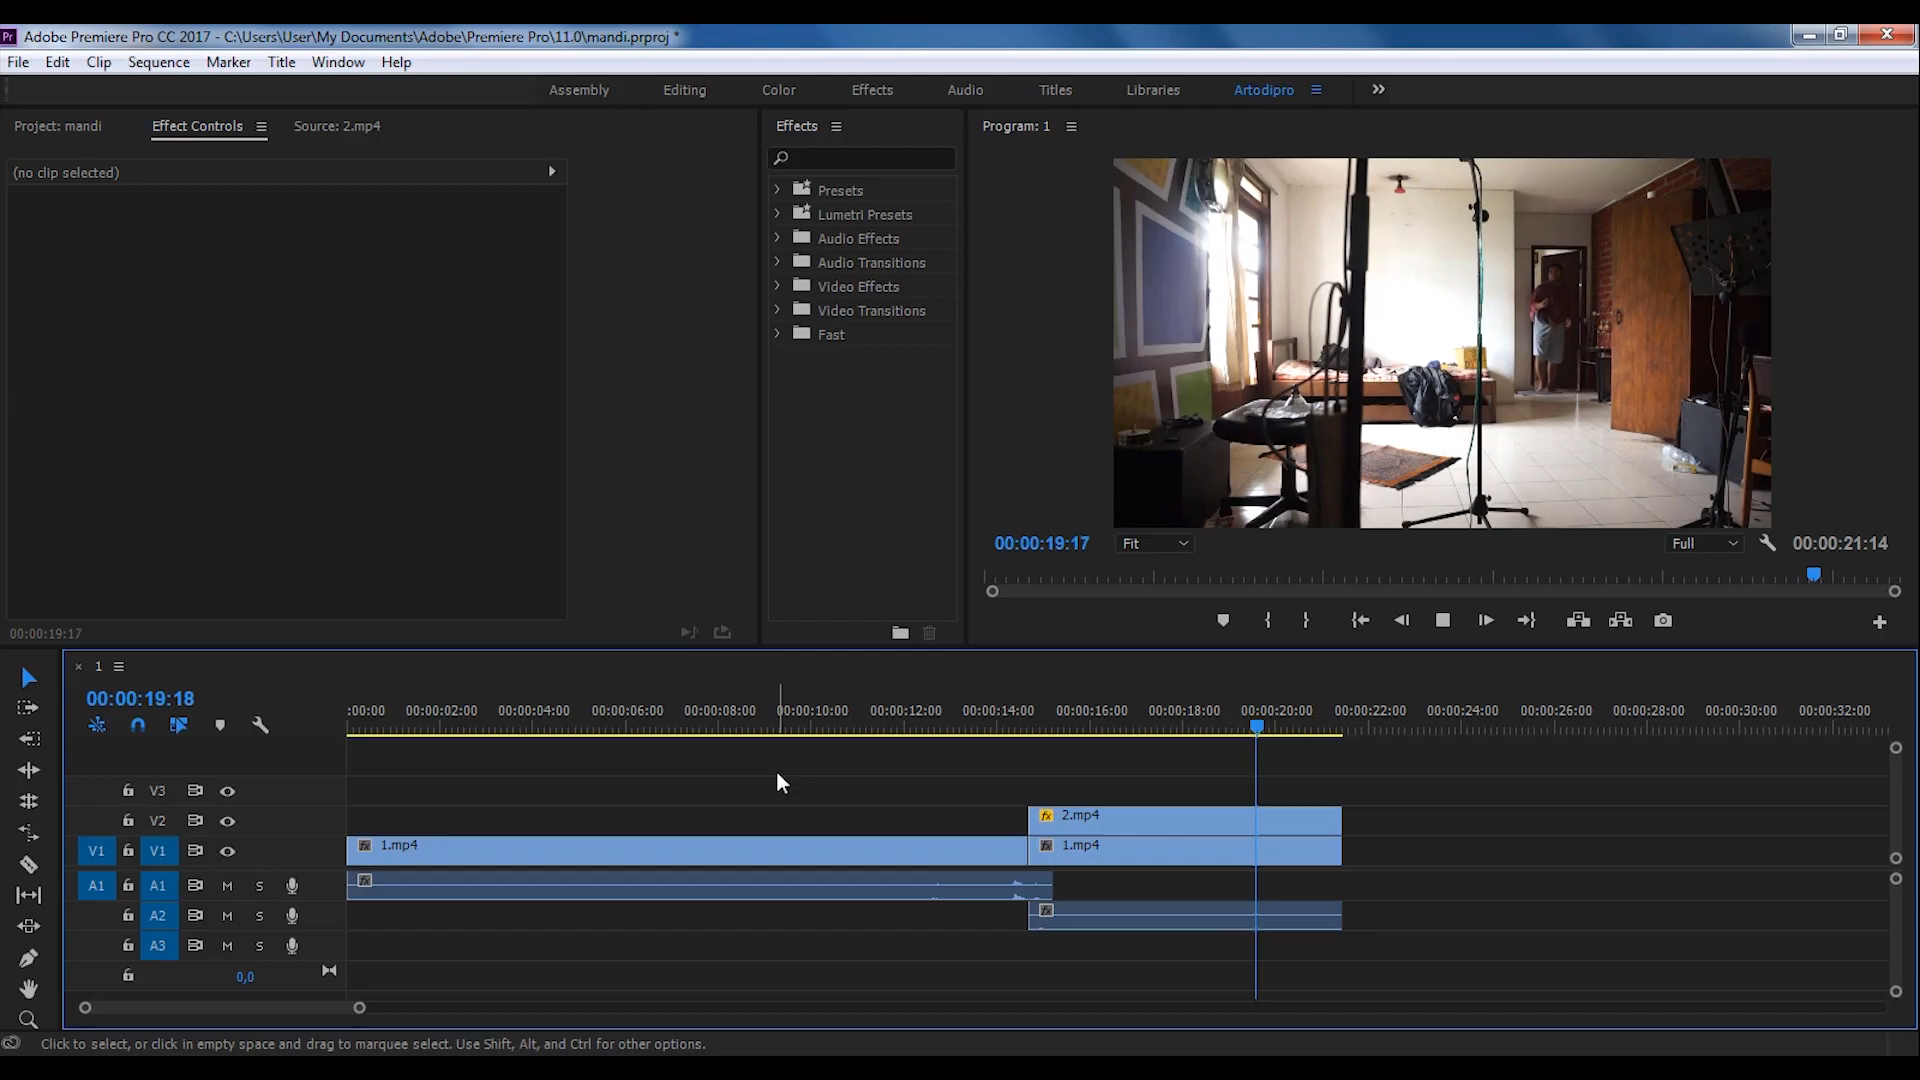 Pr Adobe Premiere Pro CC 2017 - C:\Users\User\My Documents\Adobe\Premiere Pro\11.0\mandi.prproj *
File Edit Clip Sequence Marker Title Window Help
Assembly Editing Color Effects Audio Titles Libraries Artodipro
Project: mandi Effect Controls Source: 2.mp4
(no clip selected)
00:00:19:17
Effects
Presets
Lumetri Presets
Audio Effects
Audio Transitions
Video Effects
Video Transitions
Fast
Program: 1
00:00:19:17 Fit Full 00:00:21:14
1
00:00:19:18
:00:00 00:00:02:00 00:00:04:00 00:00:06:00 00:00:08:00 00:00:10:00 00:00:12:00 00:00:14:00 00:00:16:00 00:00:18:00 00:00:20:00 00:00:22:00 00:00:24:00 00:00:26:00 00:00:28:00 00:00:30:00 00:00:32:00
V3
V2 fx 2.mp4
V1 V1 fx 1.mp4 fx 1.mp4
A1 A1 M S fx
A2 M S fx
A3 M S
0,0
Click to select, or click in empty space and drag to marquee select. Use Shift, Alt, and Ctrl for other options.